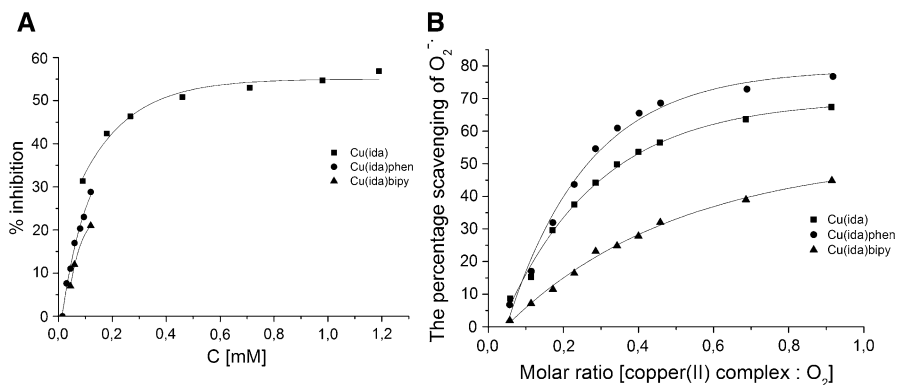 A
60
50
40
30
20
10
0
% inhibition
0,0 0,2 0,4 0,6 0,8 1,0 1,2
C [mM]
Cu(ida)
Cu(ida)phen
Cu(ida)bipy
B
80
70
60
50
40
30
20
10
0
The percentage scavenging of O₂⁻·
0,0 0,2 0,4 0,6 0,8 1,0
Molar ratio [copper(II) complex : O₂]
Cu(ida)
Cu(ida)phen
Cu(ida)bipy